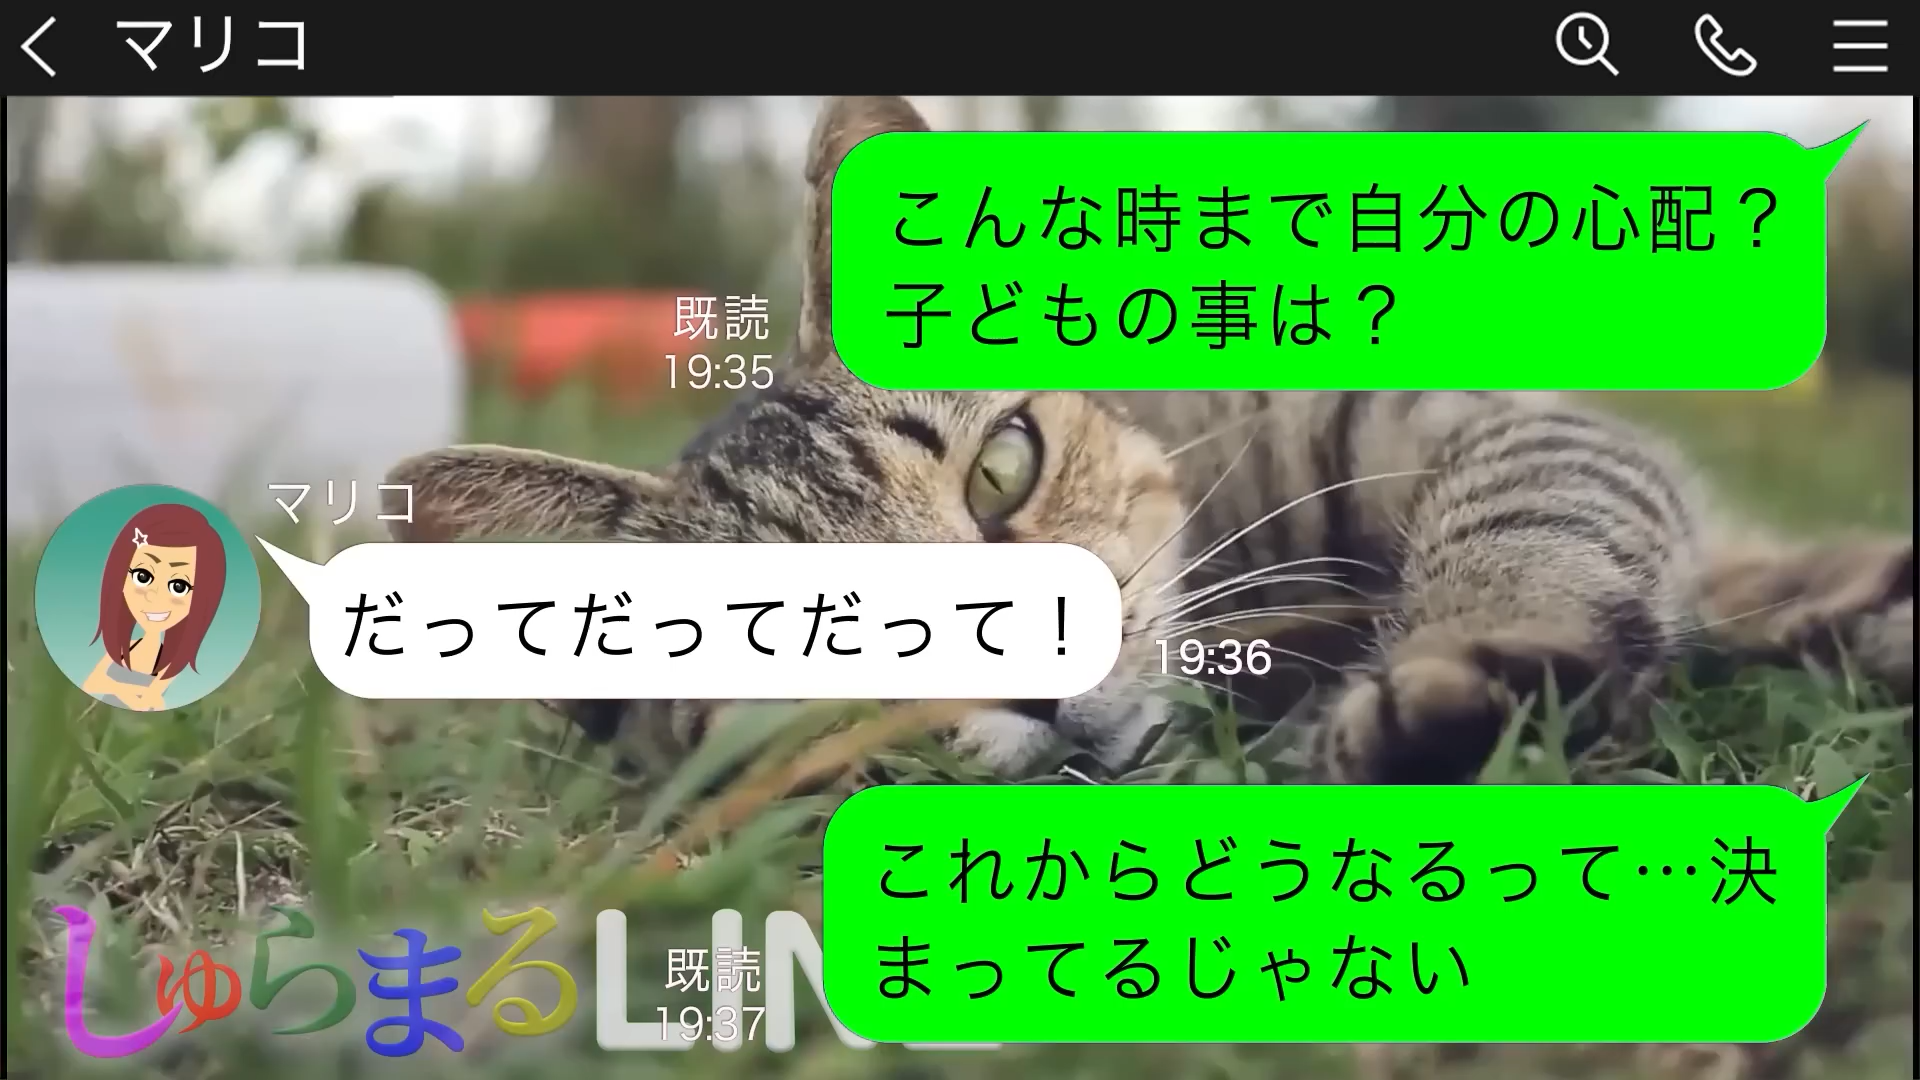 マリコ
こんな時まで自分の心配？
子どもの事は？
既読
19:35
マリコ
だってだってだって！
19:36
これからどうなるって…決
まってるじゃない
既読
19:37
しゅらまるLINE